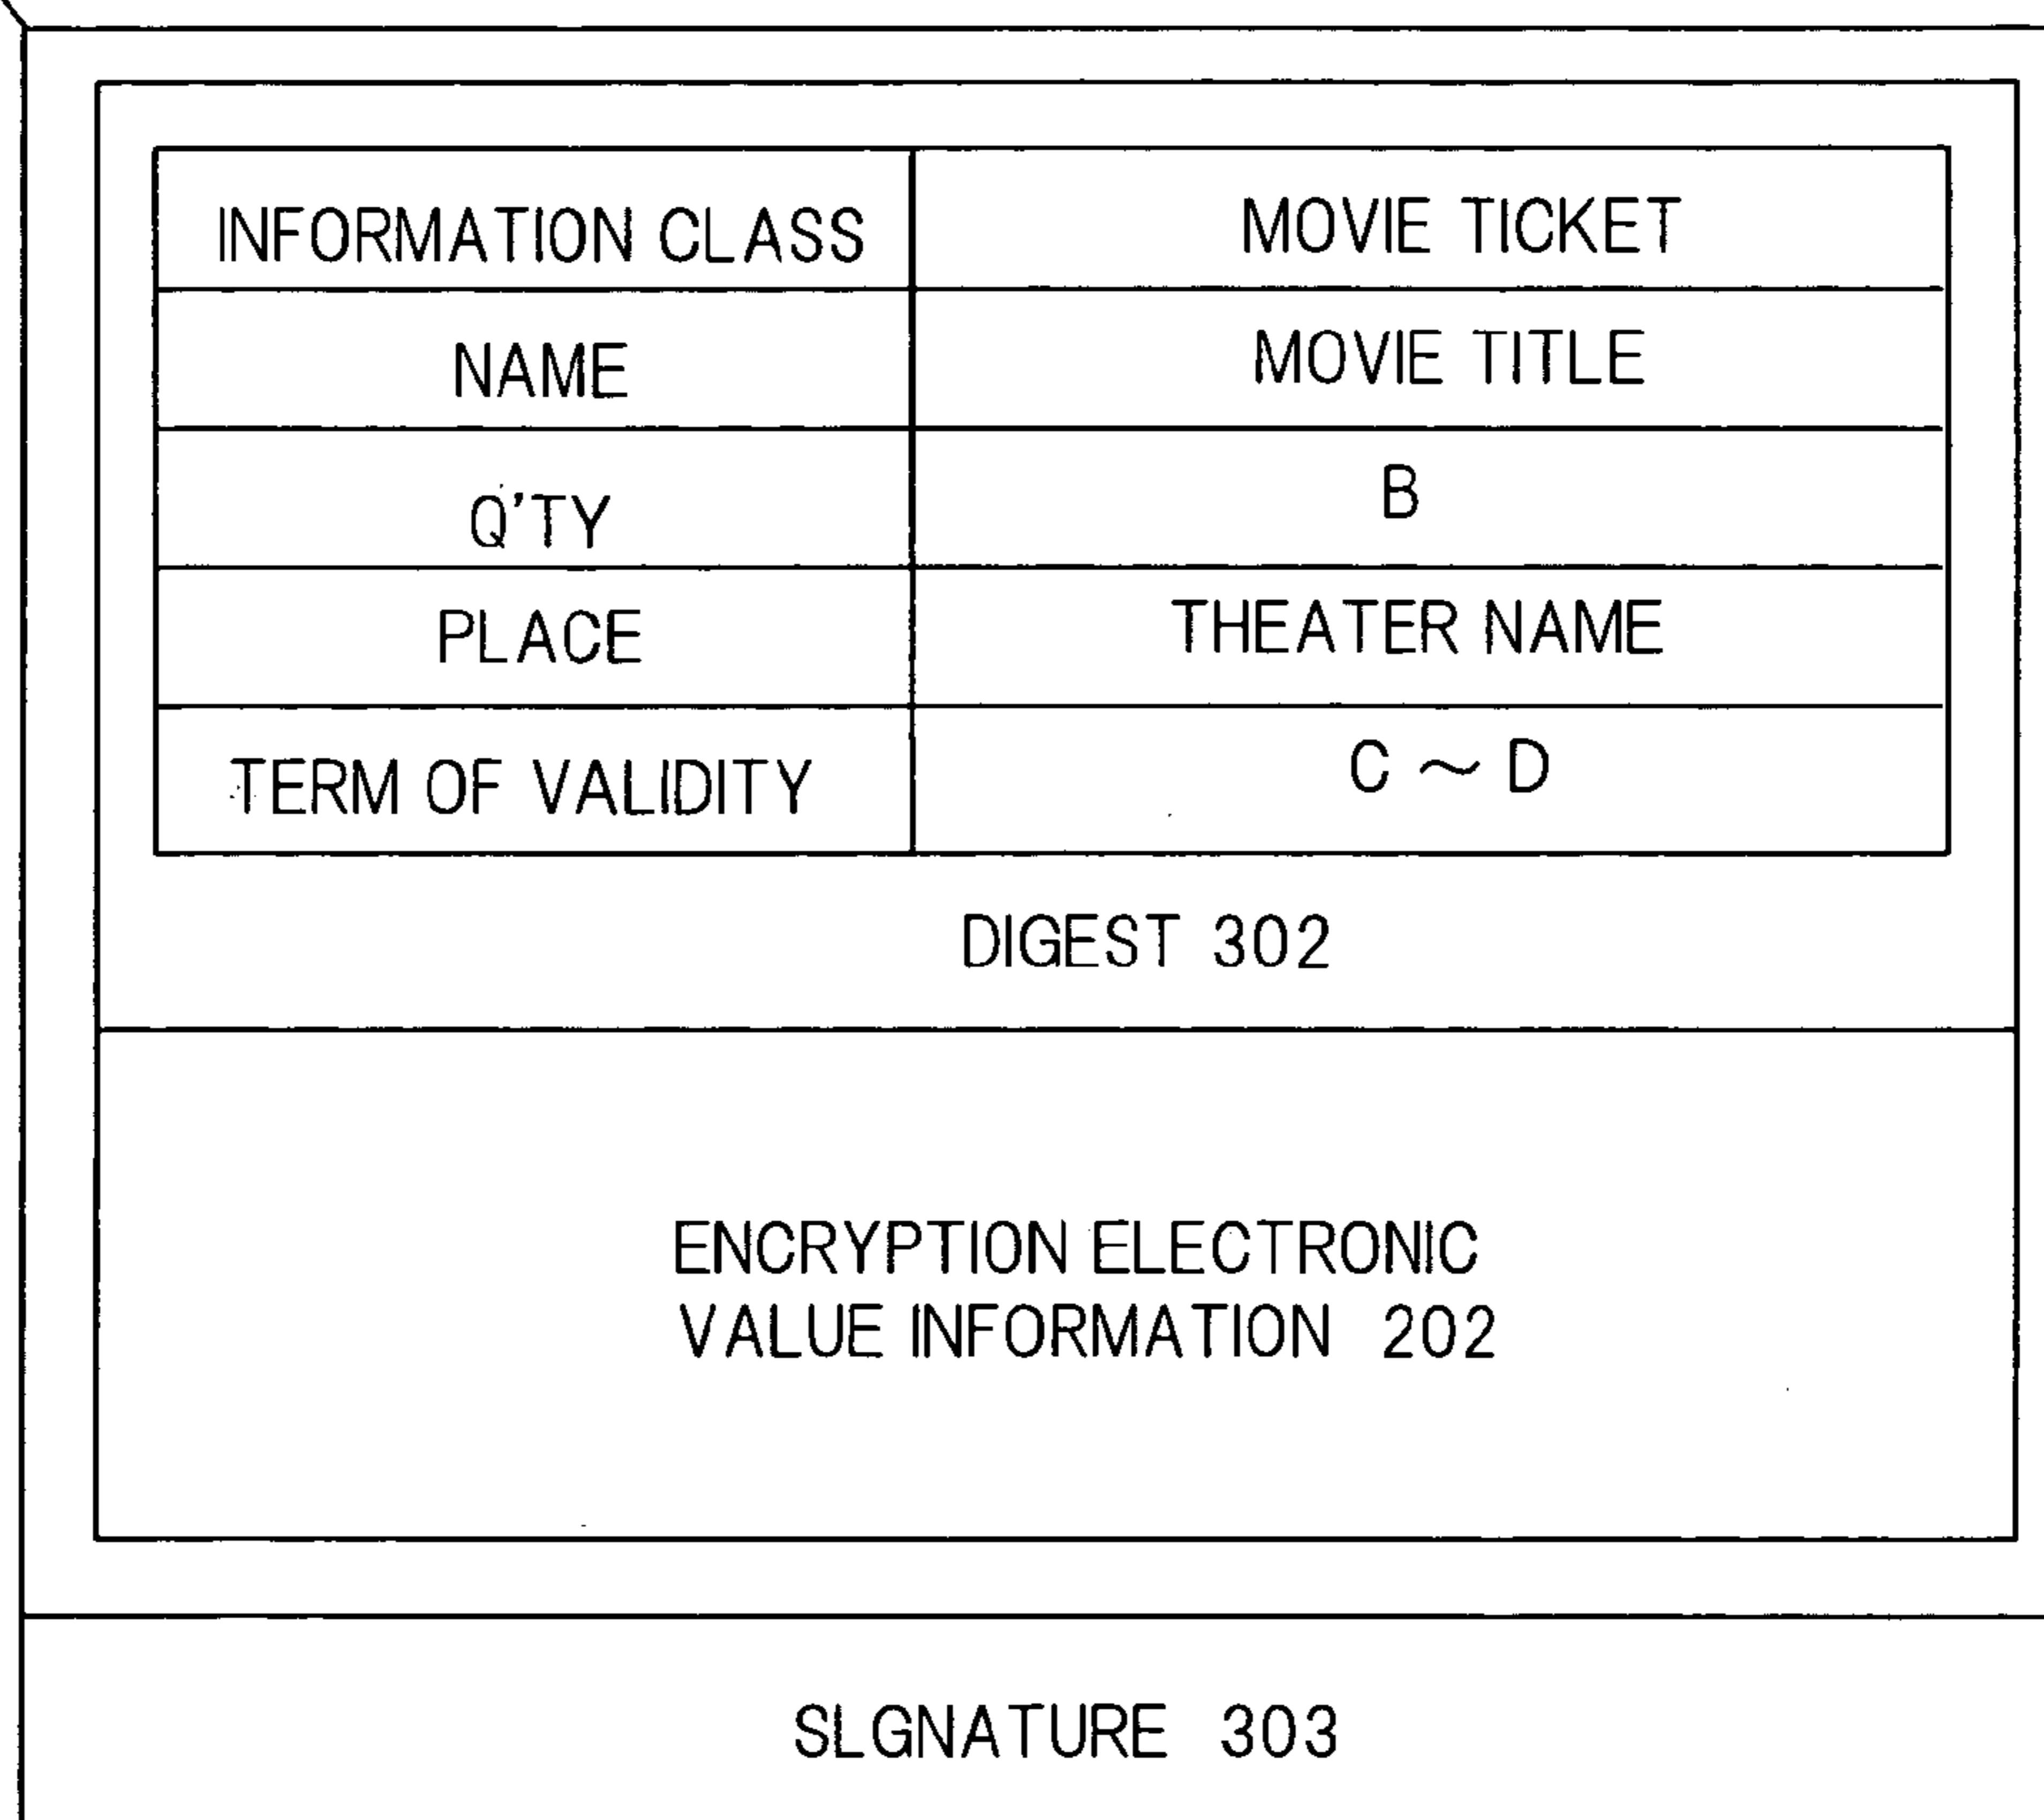 INFORMATION CLASS MOVIE TICKET
NAME MOVIE TITLE
Q'TY B
PLACE THEATER NAME
TERM OF VALIDITY C ~ D
DIGEST 302
ENCRYPTION ELECTRONIC
VALUE INFORMATION 202
SLGNATURE 303